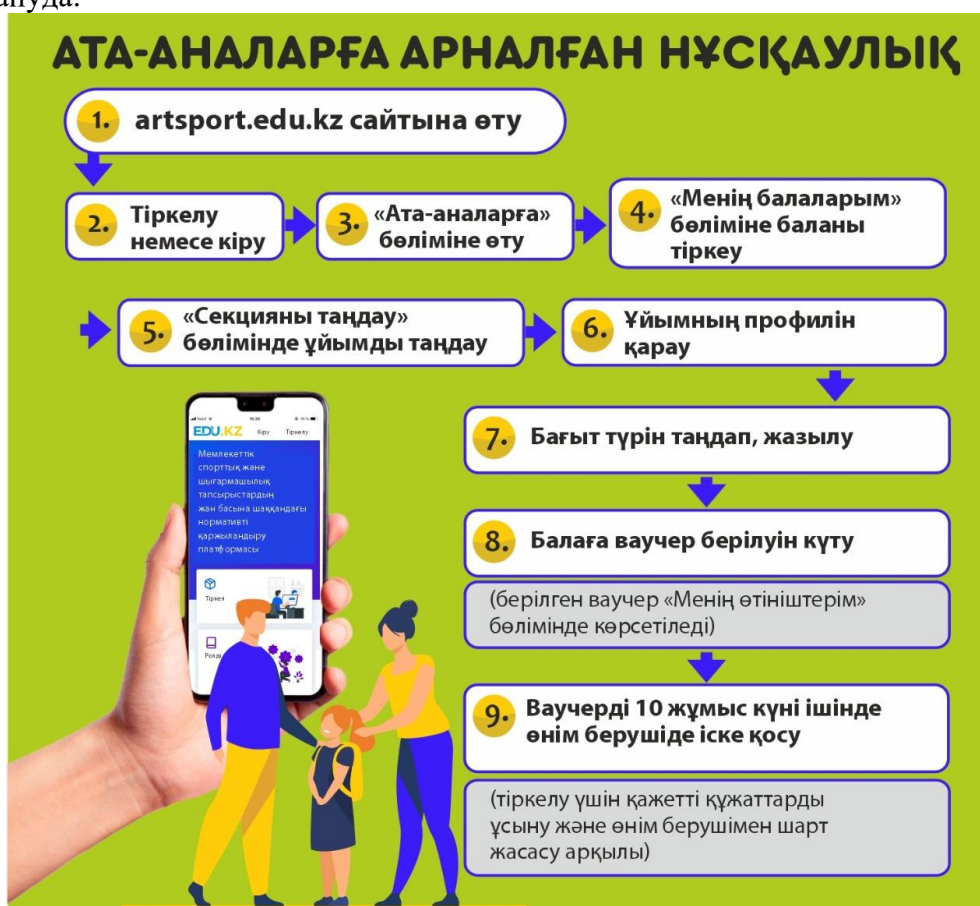 ануда.
АТА-АНАЛАРҒА АРНАЛҒАН НҰСҚАУЛЫҚ
1. artsport.edu.kz сайтына өту
2. Тіркелу
немесе кіру
3. «Ата-аналарға»
бөліміне өту
4. «Менің балаларым»
бөліміне баланы
тіркеу
5. «Секцияны таңдау»
бөлімінде ұйымды таңдау
6. Ұйымның профилін
қарау
7. Бағыт түрін таңдап, жазылу
8. Балаға ваучер берілуін күту
(берілген ваучер «Менің өтініштерім»
бөлімінде көрсетіледі)
9. Ваучерді 10 жұмыс күні ішінде
өнім берушіде іске қосу
(тіркелу үшін қажетті құжаттарды
ұсыну және өнім берушімен шарт
жасасу арқылы)
EDU.KZ Кіру Тіркелу
Мемлекеттік
спорттық және
шығармашылық
тапсырыстардың
жан басына шаққандағы
нормативті
қаржыландыру
платформасы
Тіркел